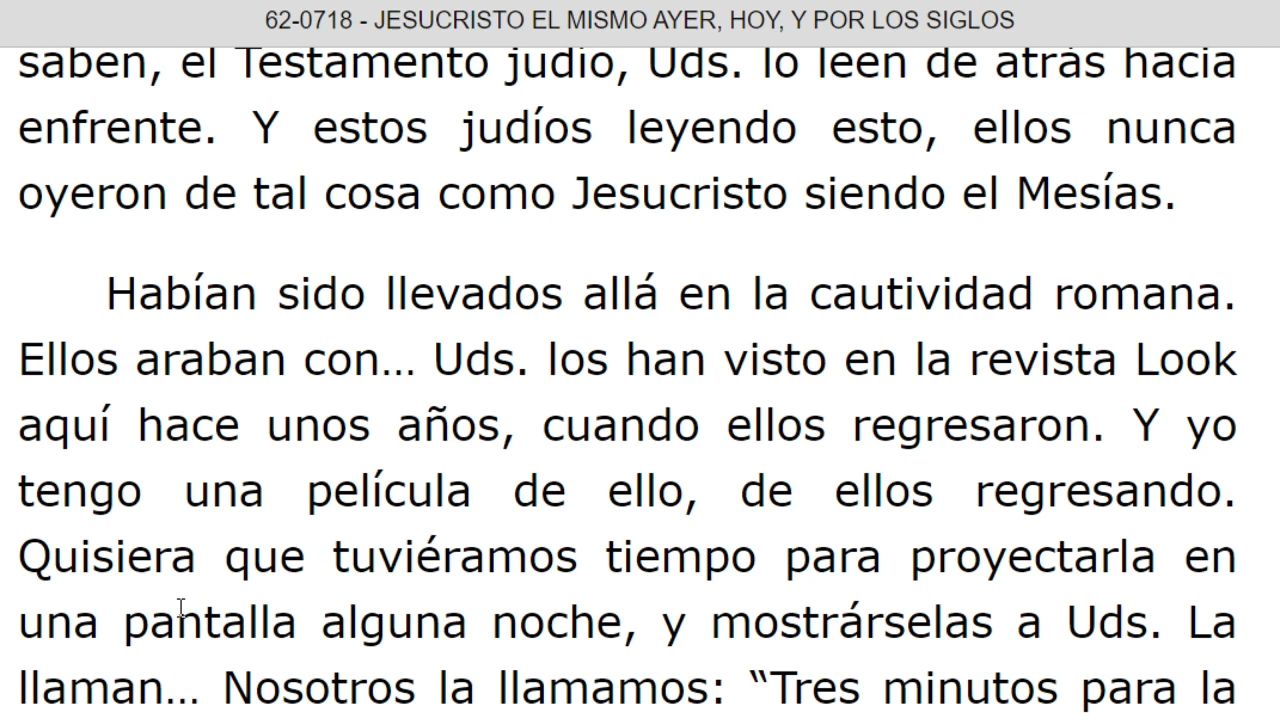 62-0718 - JESUCRISTO EL MISMO AYER, HOY, Y POR LOS SIGLOS
saben, el Testamento judío, Uds. lo leen de atrás hacia
enfrente. Y estos judíos leyendo esto, ellos nunca
oyeron de tal cosa como Jesucristo siendo el Mesías.
Habían sido llevados allá en la cautividad romana.
Ellos araban con… Uds. los han visto en la revista Look
aquí hace unos años, cuando ellos regresaron. Y yo
tengo una película de ello, de ellos regresando.
Quisiera que tuviéramos tiempo para proyectarla en
una pantalla alguna noche, y mostrárselas a Uds. La
llaman… Nosotros la llamamos: “Tres minutos para la